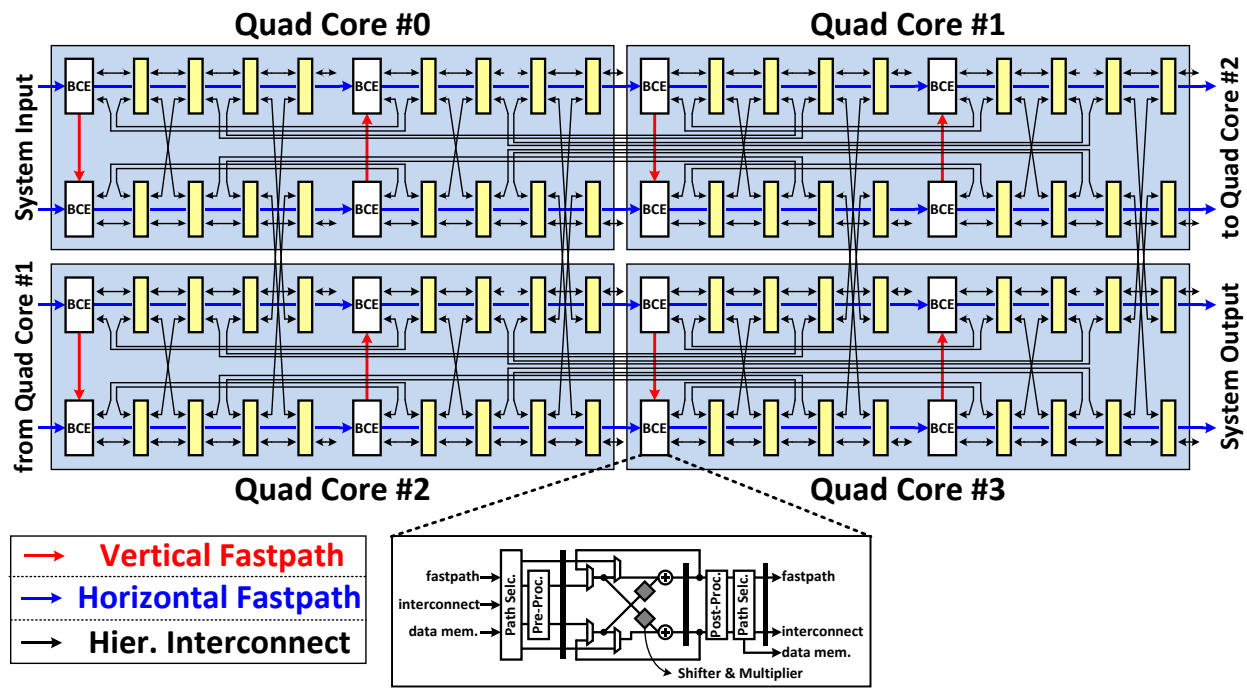 Quad Core #0
Quad Core #1
System Input
BCE
BCE
BCE
BCE
BCE
BCE
BCE
BCE
to Quad Core #2
from Quad Core #1
BCE
BCE
BCE
BCE
BCE
BCE
BCE
BCE
System Output
Quad Core #2
Quad Core #3
Vertical Fastpath
Horizontal Fastpath
Hier. Interconnect
fastpath
interconnect
data mem.
Path Selc.
Pre-Proc.
Post-Proc.
Path Selc.
fastpath
interconnect
data mem.
Shifter & Multiplier